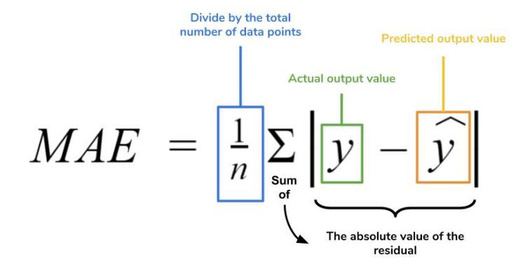 Divide by the total
number of data points
Predicted output value
Actual output value
MAE = 1/n Σ |y − ŷ|
Sum
of
The absolute value of the
residual